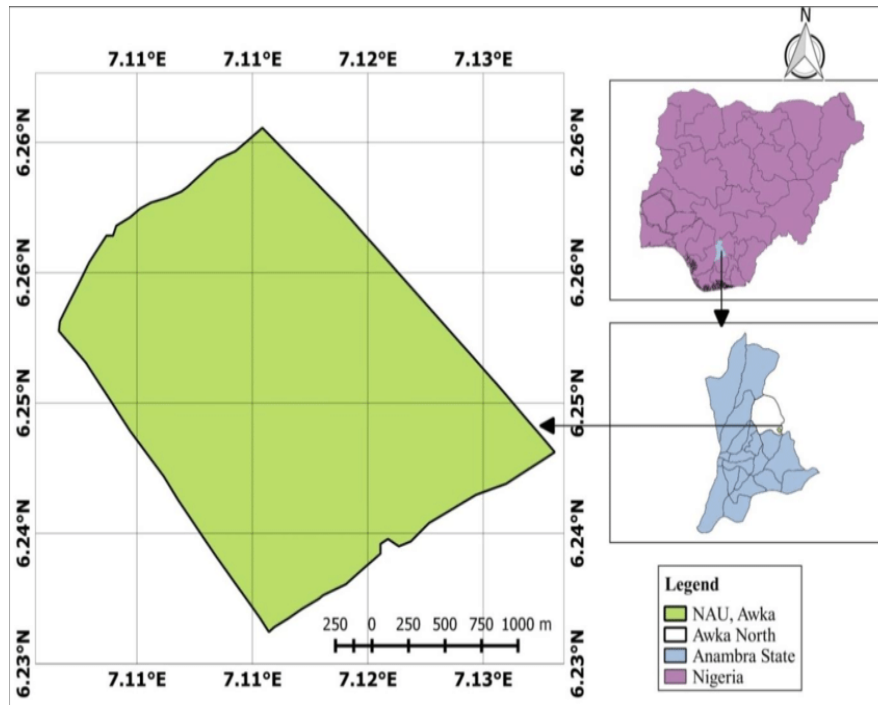 N
7.11°E 7.11°E 7.12°E 7.13°E
6.26°N 6.26°N
6.26°N 6.26°N
6.25°N 6.25°N
6.24°N 6.24°N
6.23°N 6.23°N
250 0 250 500 750 1000 m
7.11°E 7.11°E 7.12°E 7.13°E
Legend
NAU, Awka
Awka North
Anambra State
Nigeria